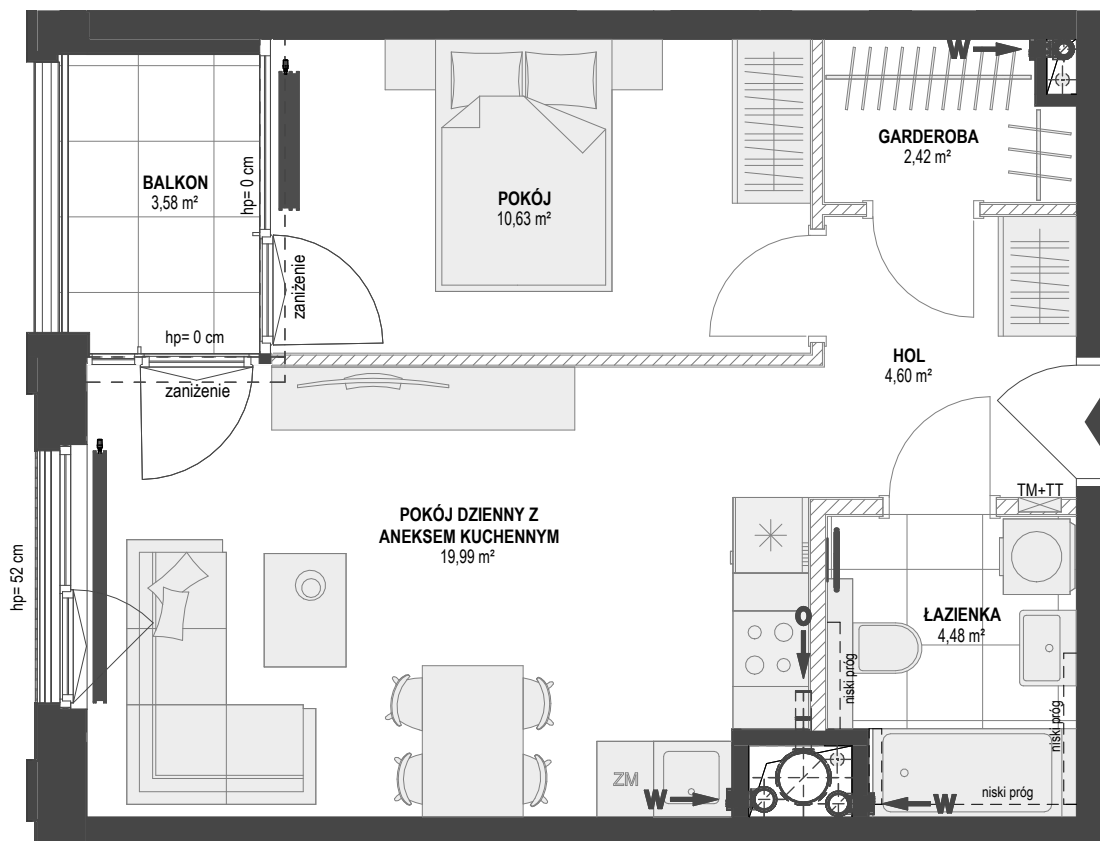 W
GARDEROBA
2,42 m²
BALKON
3,58 m²
hp= 0 cm
POKÓJ
10,63 m²
zaniżenie
hp= 0 cm
zaniżenie
HOL
4,60 m²
TM+TT
POKÓJ DZIENNY Z
ANEKSEM KUCHENNYM
19,99 m²
hp= 52 cm
O
ŁAZIENKA
4,48 m²
niski próg
niski próg
niski próg
ZM
W
W